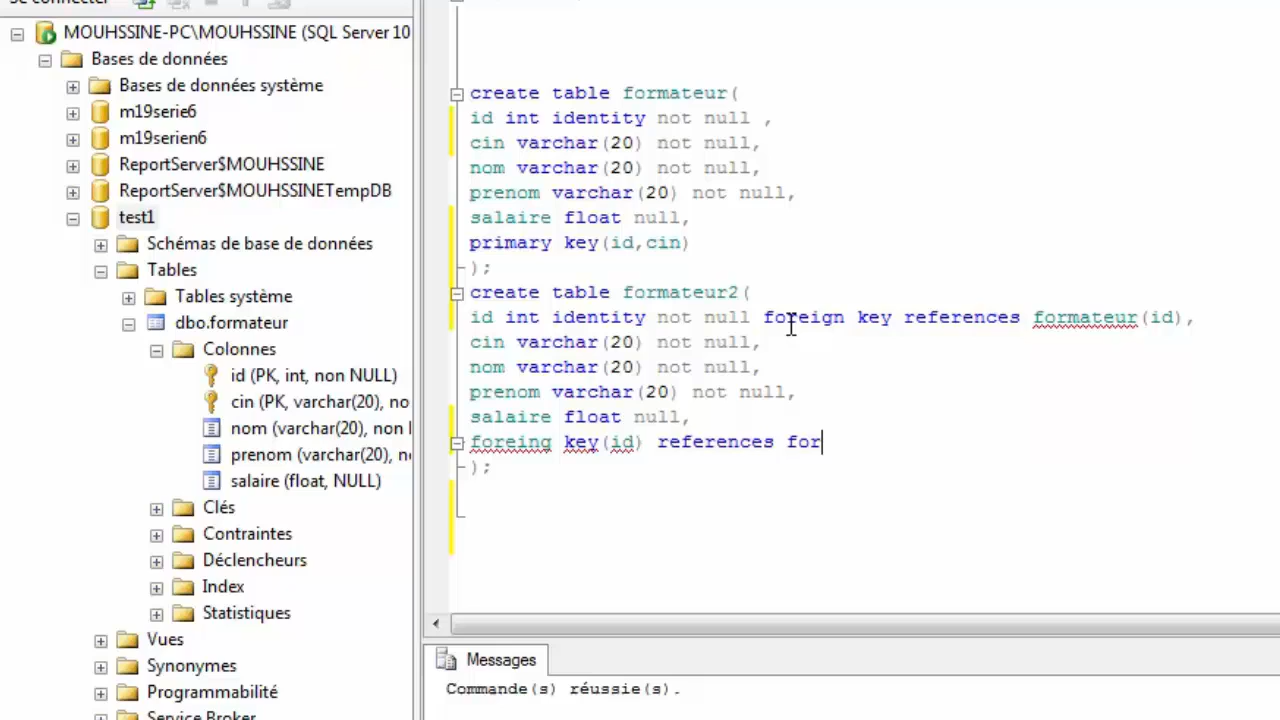 MOUHSSINE-PC\MOUHSSINE (SQL Server 10
Bases de données
Bases de données système
m19serie6
m19serien6
ReportServer$MOUHSSINE
ReportServer$MOUHSSINETempDB
test1
Schémas de base de données
Tables
Tables système
dbo.formateur
Colonnes
id (PK, int, non NULL)
cin (PK, varchar(20), no
nom (varchar(20), non
prenom (varchar(20),
salaire (float, NULL)
Clés
Contraintes
Déclencheurs
Index
Statistiques
Vues
Synonymes
Programmabilité
Service Broker
create table formateur(
id int identity not null ,
cin varchar(20) not null,
nom varchar(20) not null,
prenom varchar(20) not null,
salaire float null,
primary key(id,cin)
);
create table formateur2(
id int identity not null foreign key references formateur(id),
cin varchar(20) not null,
nom varchar(20) not null,
prenom varchar(20) not null,
salaire float null,
foreing key(id) references for
);
Messages
Commande(s) réussie(s).